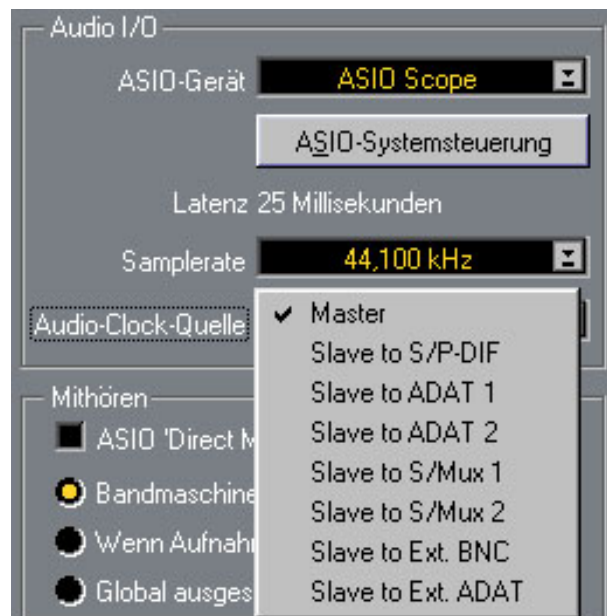 Audio I/O
ASIO-Gerät ASIO Scope
ASIO-Systemsteuerung
Latenz 25 Millisekunden
Samplerate 44,100 kHz
Audio-Clock-Quelle
Master
Slave to S/P-DIF
Slave to ADAT 1
Slave to ADAT 2
Slave to S/Mux 1
Slave to S/Mux 2
Slave to Ext. BNC
Slave to Ext. ADAT
Mithören
ASIO 'Direct
Bandmaschine
Wenn
Global